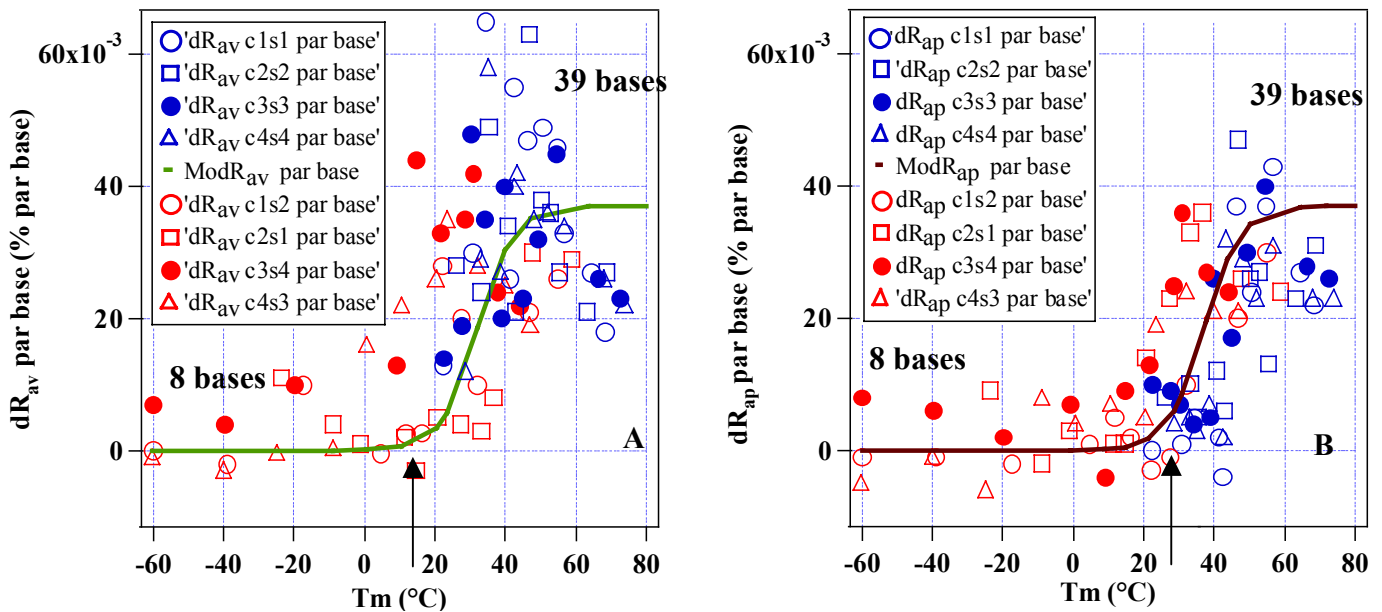 60x10-3
40
20
0
dRav par base (% par base)
'dRav c1s1 par base'
'dRav c2s2 par base'
'dRav c3s3 par base'
'dRav c4s4 par base'
ModRav par base
'dRav c1s2 par base'
'dRav c2s1 par base'
'dRav c3s4 par base'
'dRav c4s3 par base'
39 bases
8 bases
A
-60 -40 -20 0 20 40 60 80
Tm (°C)
60x10-3
40
20
0
dRap par base (% par base)
'dRap c1s1 par base'
'dRap c2s2 par base'
dRap c3s3 par base
dRap c4s4 par base'
ModRap par base
dRap c1s2 par base'
'dRap c2s1 par base'
dRap c3s4 par base'
'dRap c4s3 par base'
39 bases
8 bases
B
-60 -40 -20 0 20 40 60 80
Tm (°C)